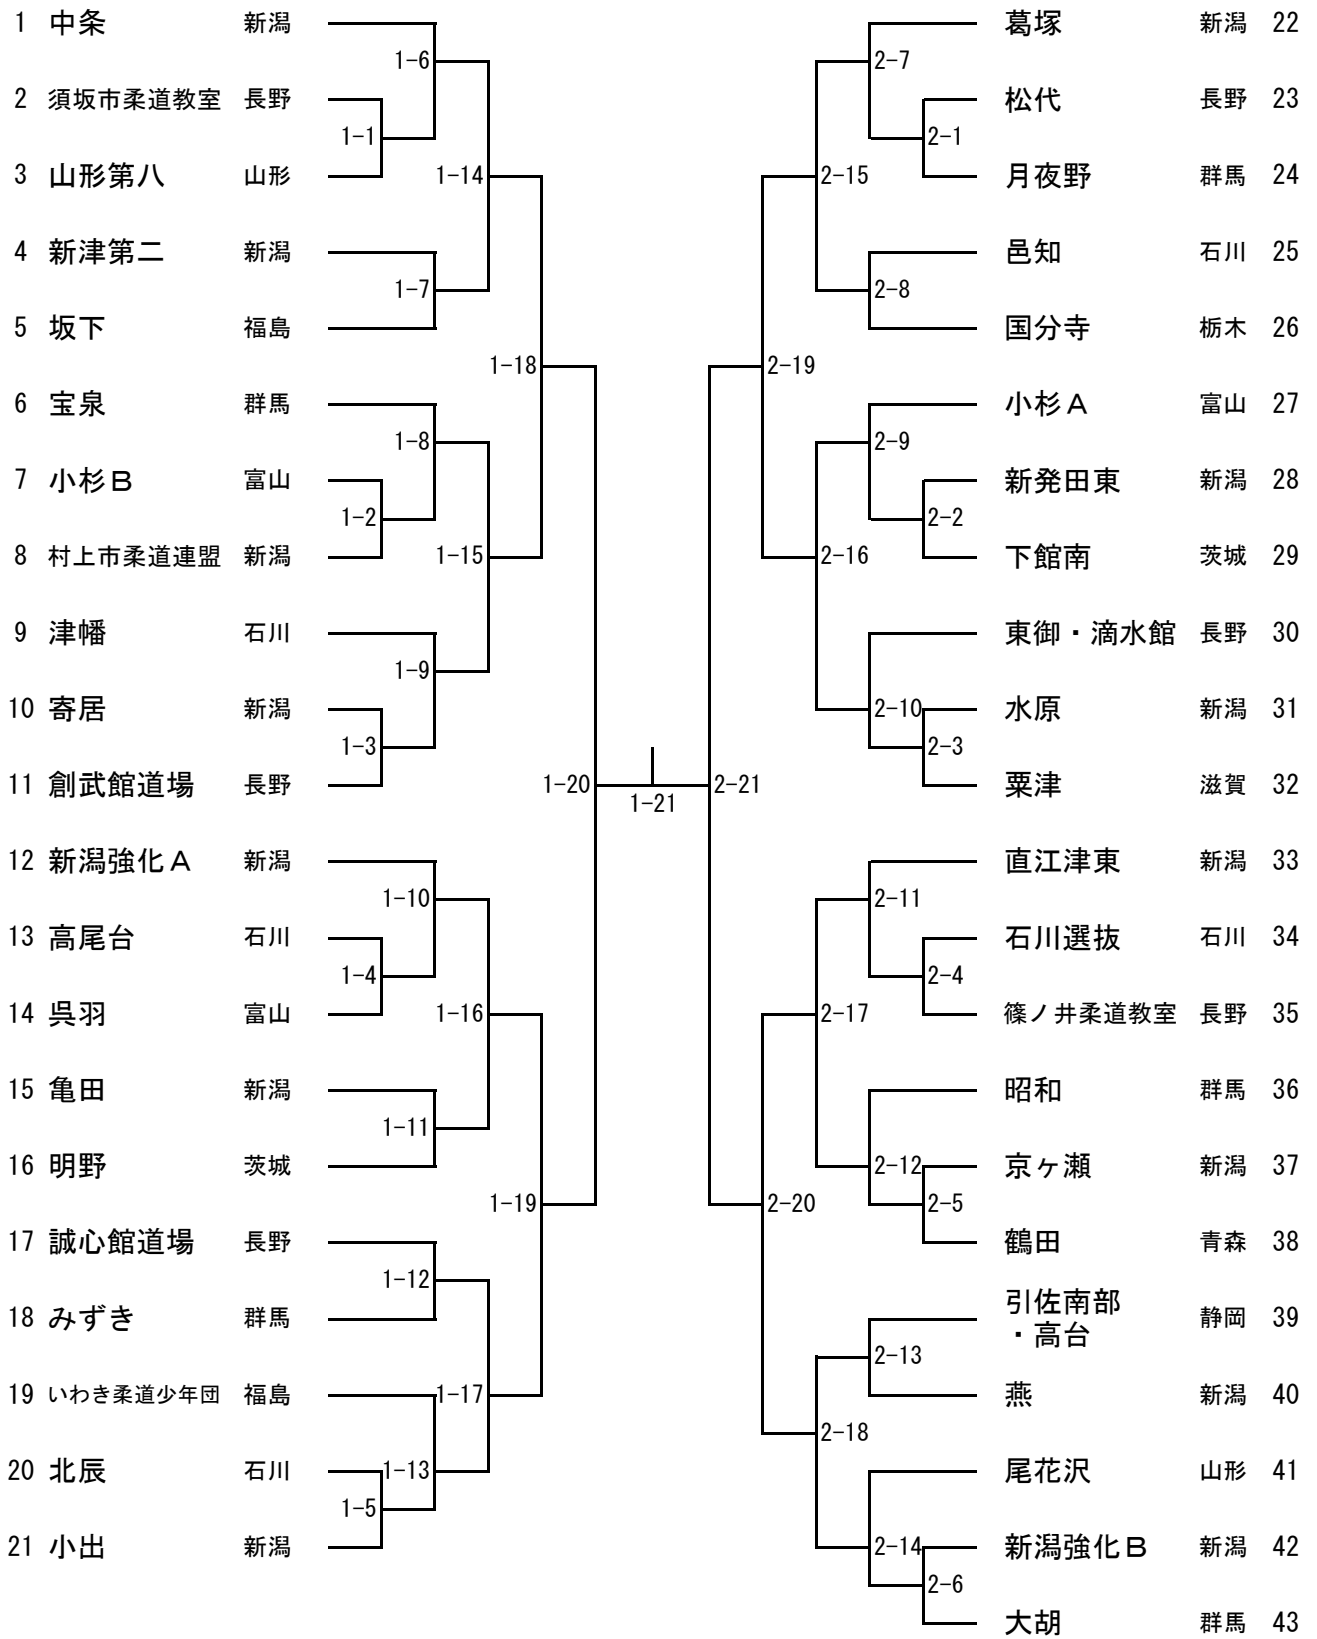 1 中条 新潟
2 須坂市柔道教室 長野
3 山形第八 山形
4 新津第二 新潟
5 坂下 福島
6 宝泉 群馬
7 小杉B 富山
8 村上市柔道連盟 新潟
9 津幡 石川
10 寄居 新潟
11 創武館道場 長野
12 新潟強化A 新潟
13 高尾台 石川
14 呉羽 富山
15 亀田 新潟
16 明野 茨城
17 誠心館道場 長野
18 みずき 群馬
19 いわき柔道少年団 福島
20 北辰 石川
21 小出 新潟
1-6
1-1
1-14
1-7
1-18
1-8
1-2
1-15
1-9
1-3
1-20
1-10
1-4
1-16
1-11
1-19
1-12
1-17
1-13
1-5
1-21
2-7
2-1
2-15
2-8
2-19
2-9
2-2
2-16
2-10
2-3
2-21
2-11
2-4
2-17
2-12
2-5
2-20
2-13
2-18
2-14
2-6
葛塚 新潟 22
松代 長野 23
月夜野 群馬 24
邑知 石川 25
国分寺 栃木 26
小杉A 富山 27
新発田東 新潟 28
下館南 茨城 29
東御・滴水館 長野 30
水原 新潟 31
粟津 滋賀 32
直江津東 新潟 33
石川選抜 石川 34
篠ノ井柔道教室 長野 35
昭和 群馬 36
京ヶ瀬 新潟 37
鶴田 青森 38
引佐南部
・高台 静岡 39
燕 新潟 40
尾花沢 山形 41
新潟強化B 新潟 42
大胡 群馬 43